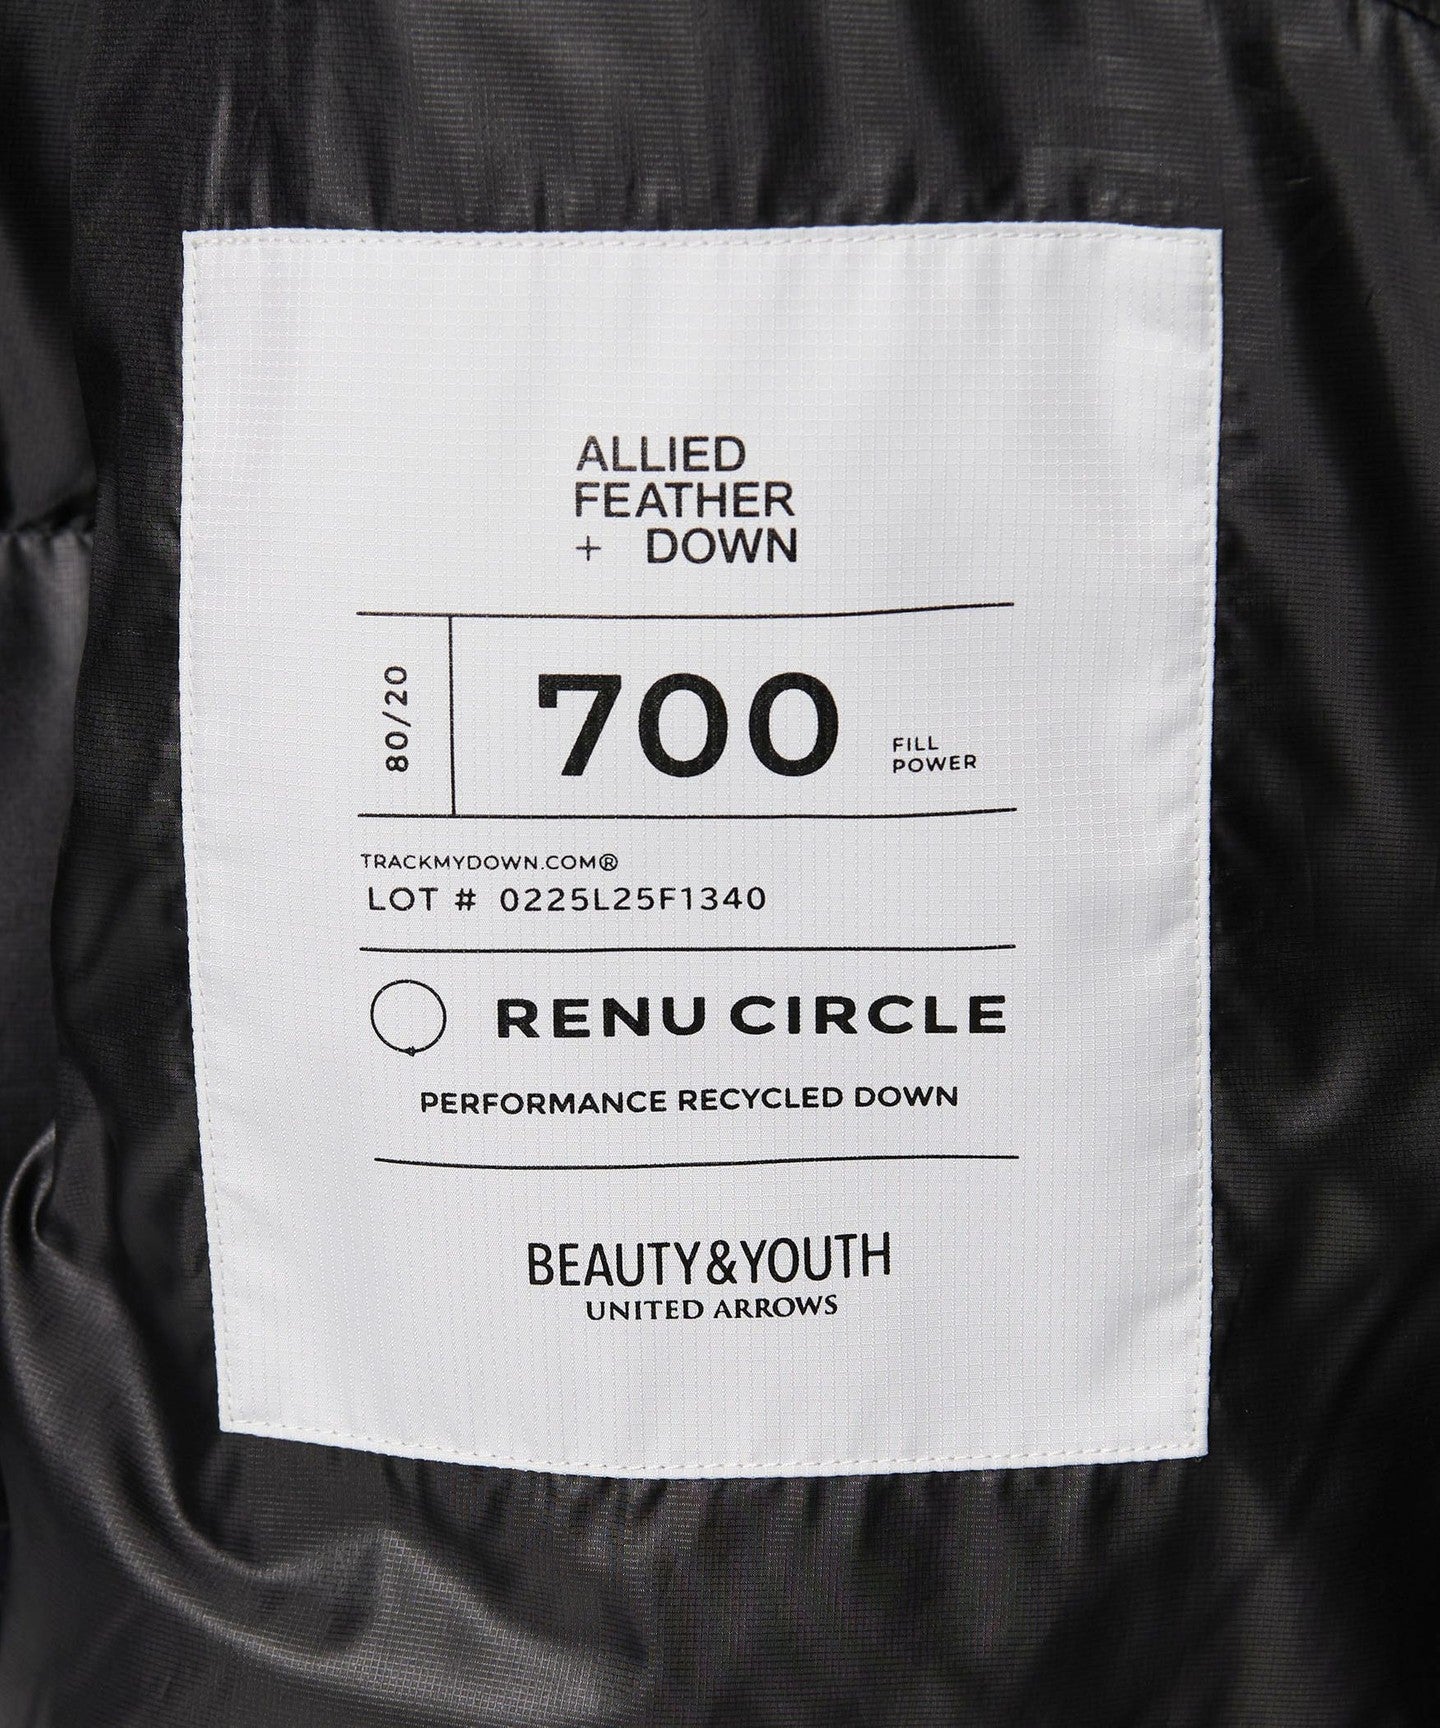 ALLIED
FEATHER
+ DOWN
80/20
700
FILL
POWER
TRACKMYDOWN.COM®
LOT # 0225L25F1340
RENU CIRCLE
PERFORMANCE RECYCLED DOWN
BEAUTY&YOUTH
UNITED ARROWS